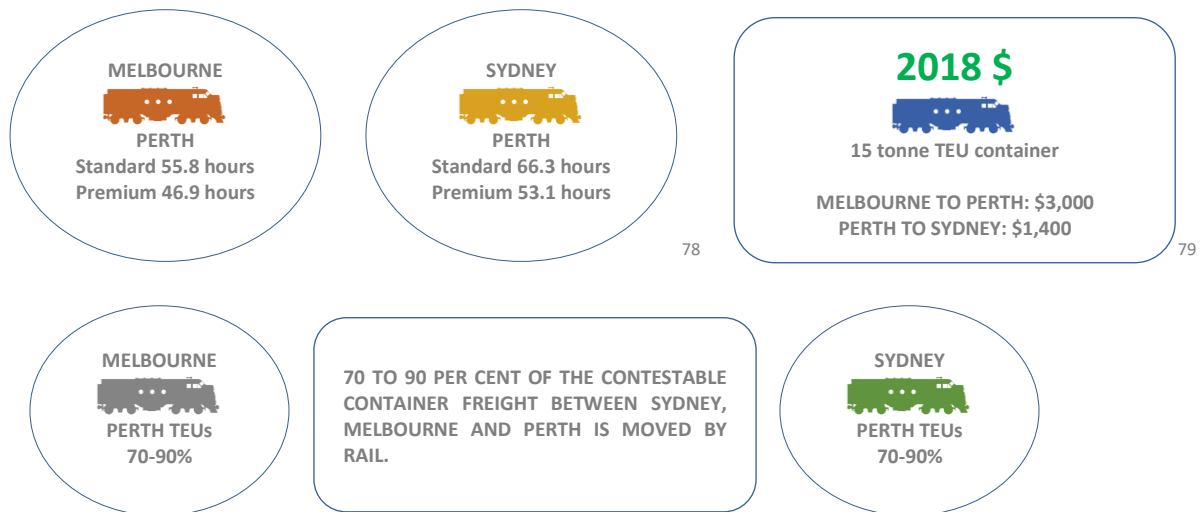 MELBOURNE
PERTH
Standard 55.8 hours
Premium 46.9 hours
SYDNEY
PERTH
Standard 66.3 hours
Premium 53.1 hours
78
2018 $
15 tonne TEU container
MELBOURNE TO PERTH: $3,000
PERTH TO SYDNEY: $1,400
79
MELBOURNE
PERTH TEUs
70-90%
70 TO 90 PER CENT OF THE CONTESTABLE
CONTAINER FREIGHT BETWEEN SYDNEY,
MELBOURNE AND PERTH IS MOVED BY
RAIL.
SYDNEY
PERTH TEUs
70-90%